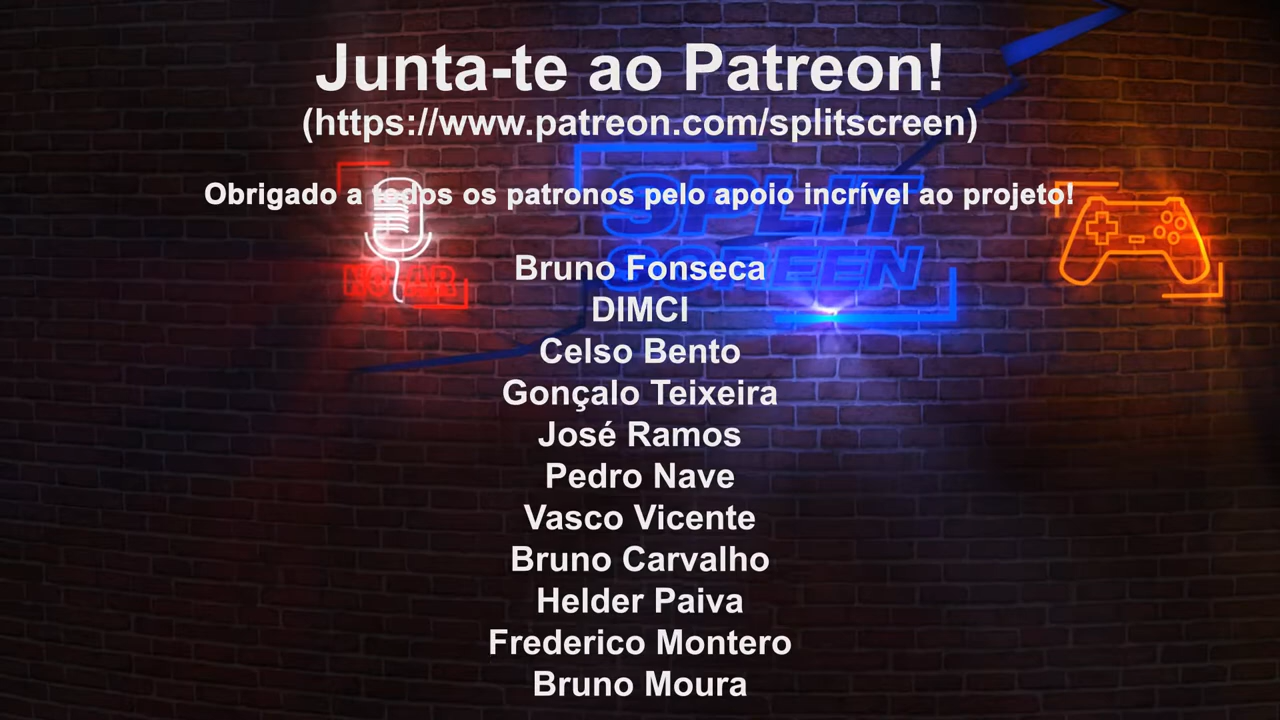 Junta-te ao Patreon!
(https://www.patreon.com/splitscreen)
Obrigado a todos os patronos pelo apoio incrível ao projeto!
SPLIT
SCREEN
Bruno Fonseca
DIMCI
Celso Bento
Gonçalo Teixeira
José Ramos
Pedro Nave
Vasco Vicente
Bruno Carvalho
Helder Paiva
Frederico Montero
Bruno Moura